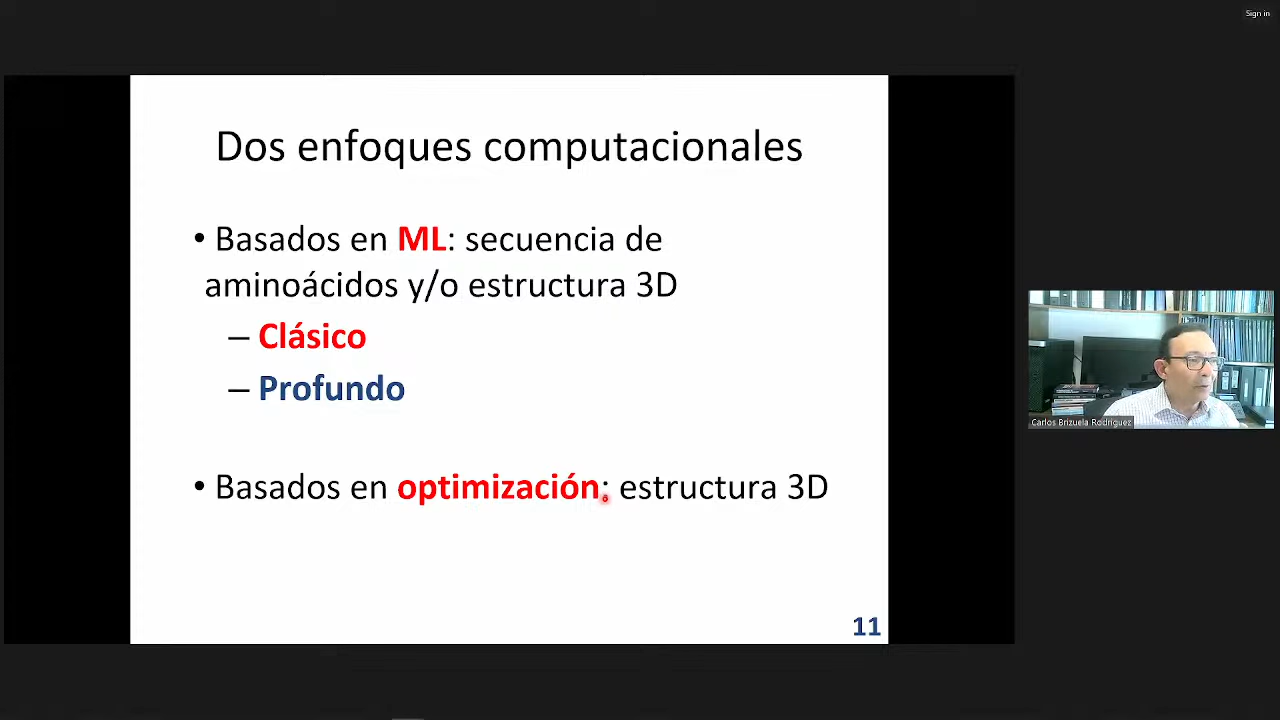 Sign in
Dos enfoques computacionales
• Basados en ML: secuencia de
aminoácidos y/o estructura 3D
– Clásico
– Profundo
• Basados en optimización: estructura 3D
11
Carlos Brizuela Rodriguez